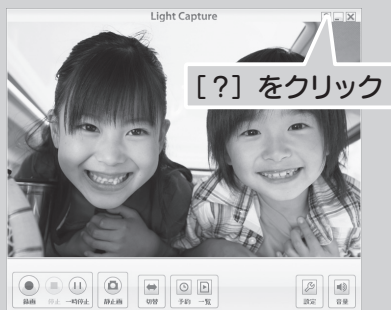 Light Capture
[?] をクリック
録画 停止 一時停止 静止画 切替 予約 一覧 設定 音量